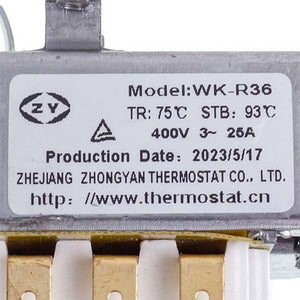 Model:WK-R36
ZY
TR: 75℃ STB: 93℃
400V 3~ 25A
Production Date: 2023/5/17
ZHEJIANG ZHONGYAN THERMOSTAT CO., LTD.
http: //www.thermostat.cn